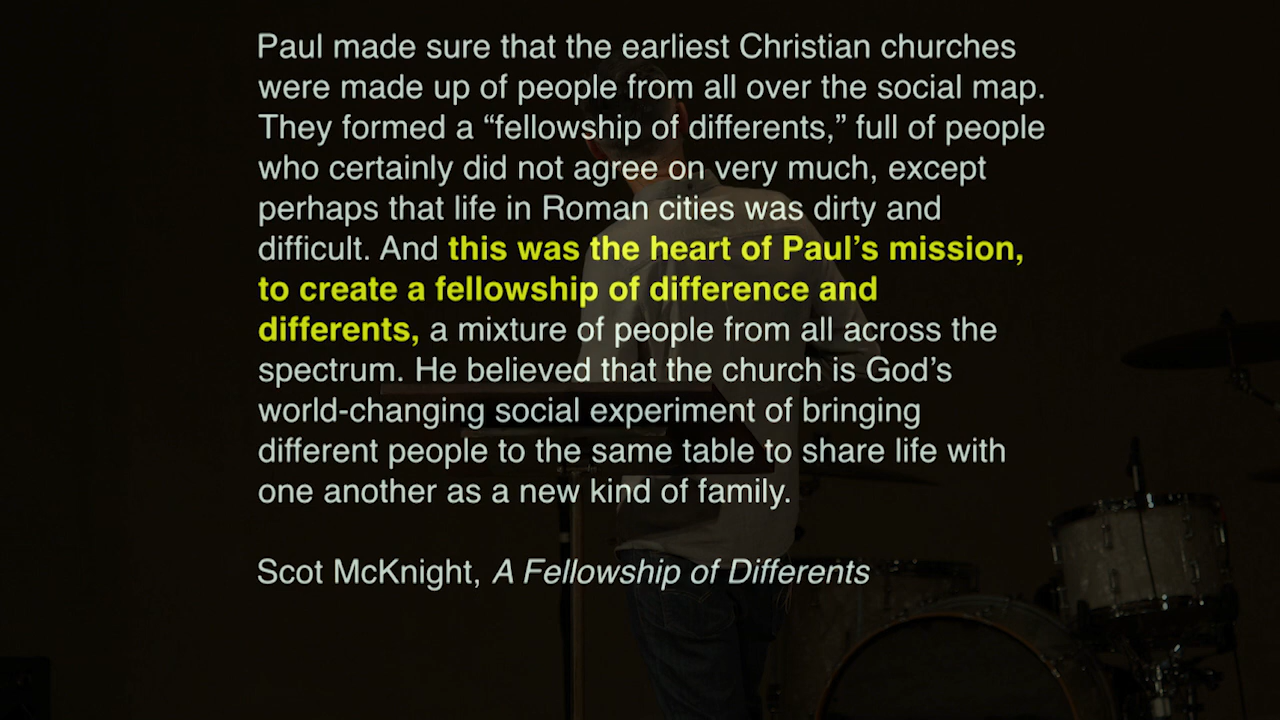 Paul made sure that the earliest Christian churches
were made up of people from all over the social map.
They formed a “fellowship of differents,” full of people
who certainly did not agree on very much, except
perhaps that life in Roman cities was dirty and
difficult. And this was the heart of Paul’s mission,
to create a fellowship of difference and
differents, a mixture of people from all across the
spectrum. He believed that the church is God’s
world-changing social experiment of bringing
different people to the same table to share life with
one another as a new kind of family.
Scot McKnight, A Fellowship of Differents